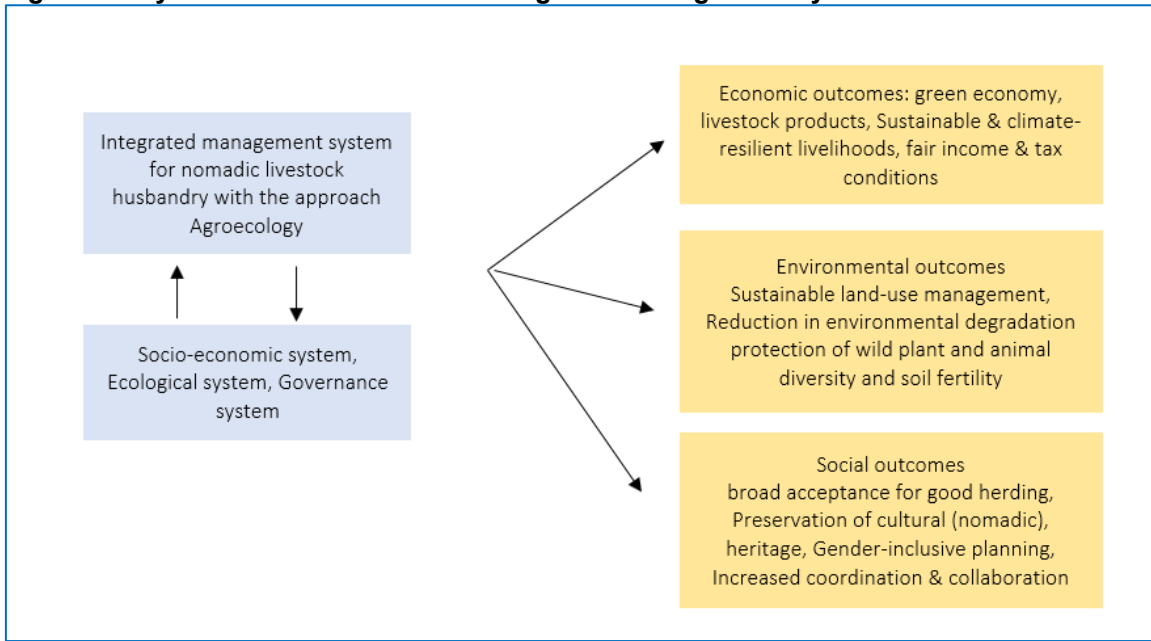 Integrated management system
for nomadic livestock
husbandry with the approach
Agroecology
Socio-economic system,
Ecological system, Governance
system
Economic outcomes: green economy,
livestock products, Sustainable & climate-
resilient livelihoods, fair income & tax
conditions
Environmental outcomes
Sustainable land-use management,
Reduction in environmental degradation
protection of wild plant and animal
diversity and soil fertility
Social outcomes
broad acceptance for good herding,
Preservation of cultural (nomadic),
heritage, Gender-inclusive planning,
Increased coordination & collaboration